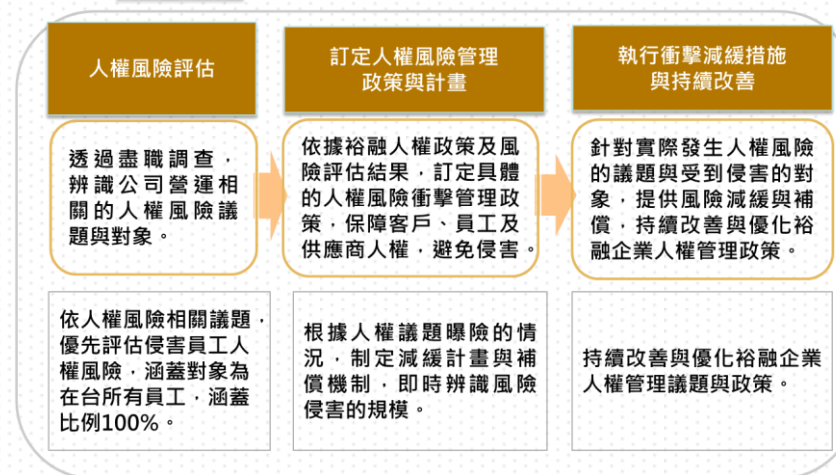 人權風險評估
透過盡職調查，
辨識公司營運相
關的人權風險議
題與對象。
依人權風險相關議題，
優先評估侵害員工人
權風險，涵蓋對象為
在台所有員工，涵蓋
比例100%。
訂定人權風險管理
政策與計畫
依據裕融人權政策及風
險評估結果，訂定具體
的人權風險衝擊管理政
策，保障客戶、員工及
供應商人權，避免侵害。
根據人權議題曝險的情
況，制定減緩計畫與補
償機制，即時辨識風險
侵害的規模。
執行衝擊減緩措施
與持續改善
針對實際發生人權風險
的議題與受到侵害的對
象，提供風險減緩與補
償，持續改善與優化裕
融企業人權管理政策。
持續改善與優化裕融企業
人權管理議題與政策。